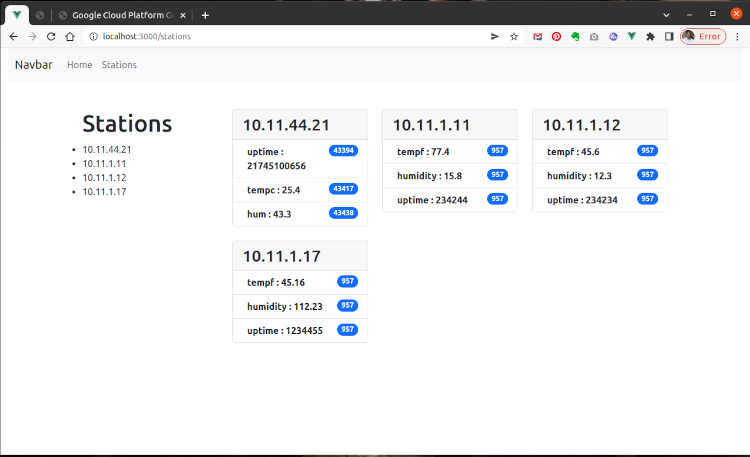 Google Cloud Platform G
localhost:3000/stations
Error
Navbar Home Stations
Stations
10.11.44.21
10.11.1.11
10.11.1.12
10.11.1.17
10.11.44.21
uptime : 43394
21745100656
tempc : 25.4 43417
hum : 43.3 43438
10.11.1.11
tempf : 77.4 957
humidity : 15.8 957
uptime : 234244 957
10.11.1.12
tempf : 45.6 957
humidity : 12.3 957
uptime : 234234 957
10.11.1.17
tempf : 45.16 957
humidity : 112.23 957
uptime : 1234455 957